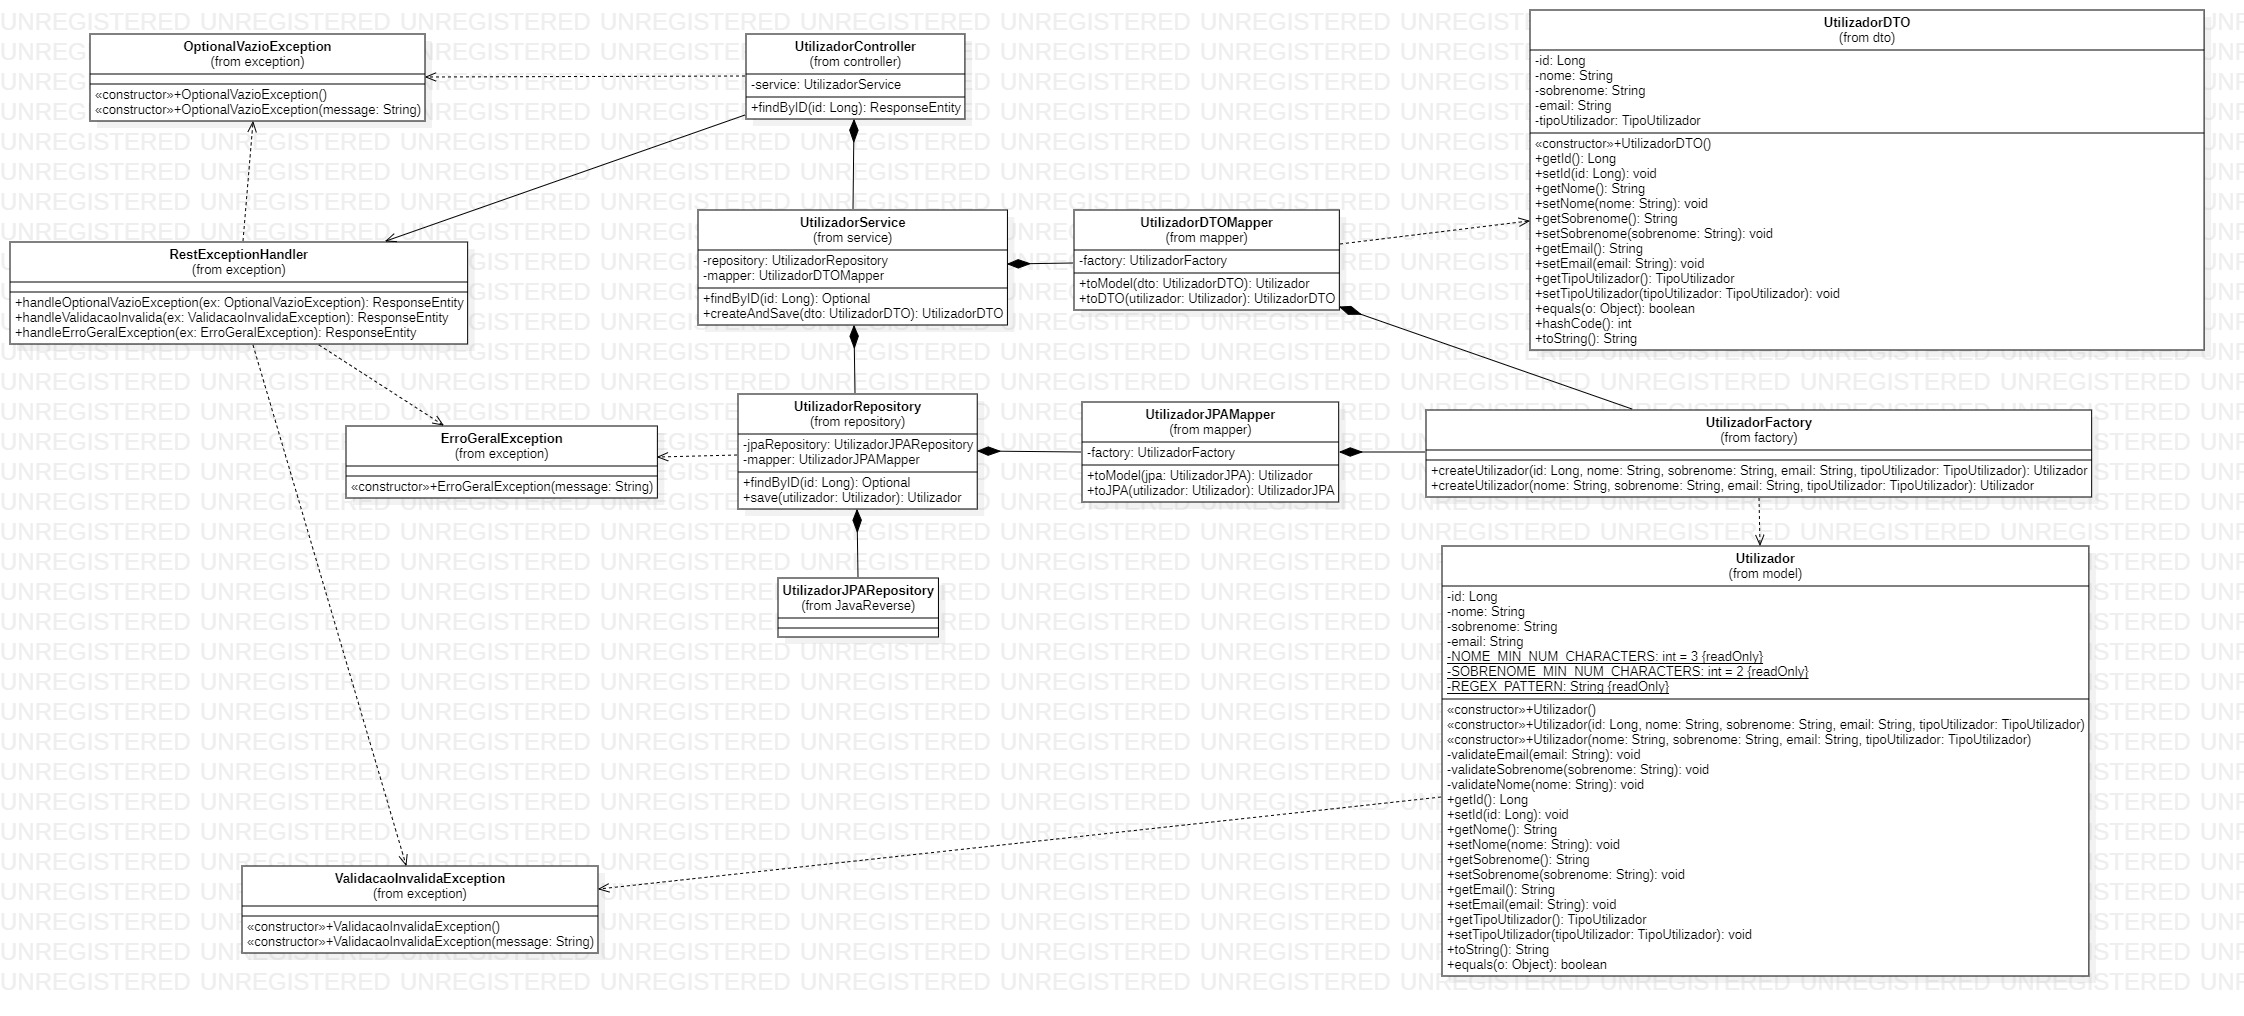 OptionalVazioException
(from exception)
«constructor»+OptionalVazioException()
«constructor»+OptionalVazioException(message: String)
UtilizadorController
(from controller)
-service: UtilizadorService
+findByID(id: Long): ResponseEntity
UtilizadorDTO
(from dto)
-id: Long
-nome: String
-sobrenome: String
-email: String
-tipoUtilizador: TipoUtilizador
«constructor»+UtilizadorDTO()
+getId(): Long
+setId(id: Long): void
+getNome(): String
+setNome(nome: String): void
+getSobrenome(): String
+setSobrenome(sobrenome: String): void
+getEmail(): String
+setEmail(email: String): void
+getTipoUtilizador(): TipoUtilizador
+setTipoUtilizador(tipoUtilizador: TipoUtilizador): void
+equals(o: Object): boolean
+hashCode(): int
+toString(): String
RestExceptionHandler
(from exception)
+handleOptionalVazioException(ex: OptionalVazioException): ResponseEntity
+handleValidacaoInvalida(ex: ValidacaoInvalidaException): ResponseEntity
+handleErroGeralException(ex: ErroGeralException): ResponseEntity
UtilizadorService
(from service)
-repository: UtilizadorRepository
-mapper: UtilizadorDTOMapper
+findByID(id: Long): Optional
+createAndSave(dto: UtilizadorDTO): UtilizadorDTO
UtilizadorDTOMapper
(from mapper)
-factory: UtilizadorFactory
+toModel(dto: UtilizadorDTO): Utilizador
+toDTO(utilizador: Utilizador): UtilizadorDTO
ErroGeralException
(from exception)
«constructor»+ErroGeralException(message: String)
UtilizadorRepository
(from repository)
-jpaRepository: UtilizadorJPARepository
-mapper: UtilizadorJPAMapper
+findByID(id: Long): Optional
+save(utilizador: Utilizador): Utilizador
UtilizadorJPAMapper
(from mapper)
-factory: UtilizadorFactory
+toModel(jpa: UtilizadorJPA): Utilizador
+toJPA(utilizador: Utilizador): UtilizadorJPA
UtilizadorFactory
(from factory)
+createUtilizador(id: Long, nome: String, sobrenome: String, email: String, tipoUtilizador: TipoUtilizador): Utilizador
+createUtilizador(nome: String, sobrenome: String, email: String, tipoUtilizador: TipoUtilizador): Utilizador
UtilizadorJPARepository
(from JavaReverse)
Utilizador
(from model)
-id: Long
-nome: String
-sobrenome: String
-email: String
-NOME_MIN_NUM_CHARACTERS: int = 3 {readOnly}
-SOBRENOME_MIN_NUM_CHARACTERS: int = 2 {readOnly}
-REGEX_PATTERN: String {readOnly}
«constructor»+Utilizador()
«constructor»+Utilizador(id: Long, nome: String, sobrenome: String, email: String, tipoUtilizador: TipoUtilizador)
«constructor»+Utilizador(nome: String, sobrenome: String, email: String, tipoUtilizador: TipoUtilizador)
-validateEmail(email: String): void
-validateSobrenome(sobrenome: String): void
-validateNome(nome: String): void
+getId(): Long
+setId(id: Long): void
+getNome(): String
+setNome(nome: String): void
+getSobrenome(): String
+setSobrenome(sobrenome: String): void
+getEmail(): String
+setEmail(email: String): void
+getTipoUtilizador(): TipoUtilizador
+setTipoUtilizador(tipoUtilizador: TipoUtilizador): void
+toString(): String
+equals(o: Object): boolean
ValidacaoInvalidaException
(from exception)
«constructor»+ValidacaoInvalidaException()
«constructor»+ValidacaoInvalidaException(message: String)